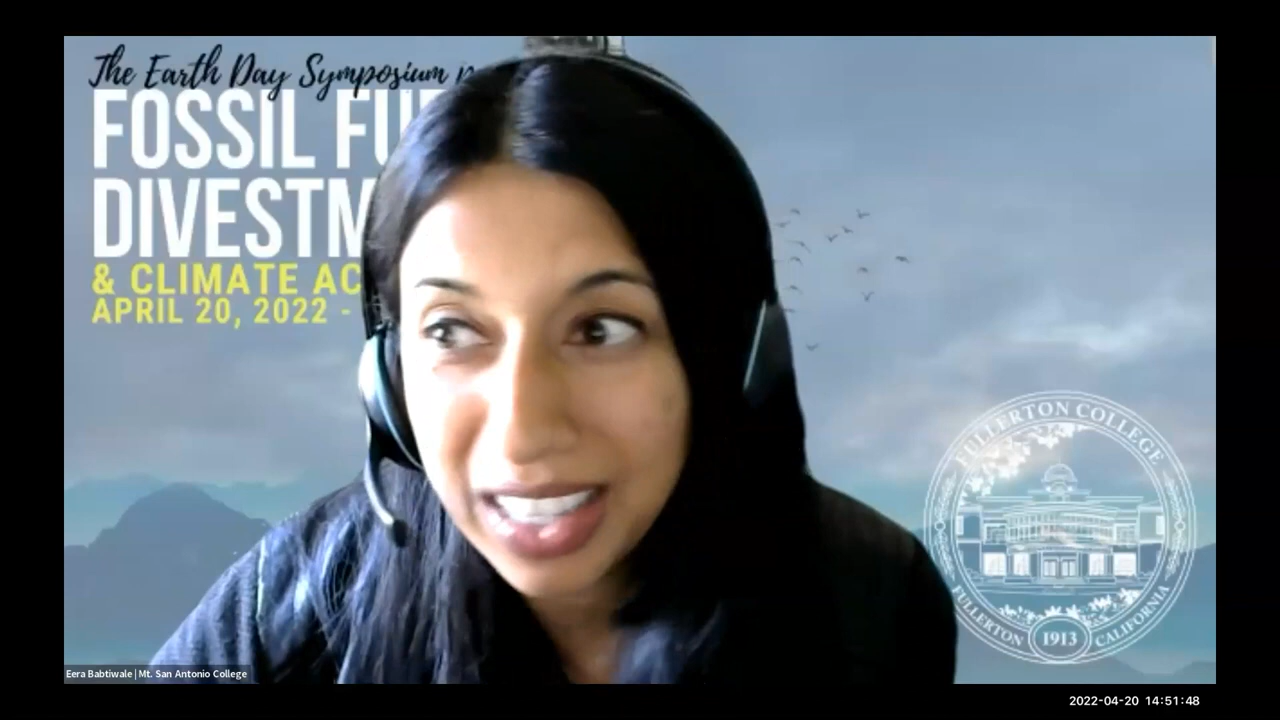 The Earth Day Symposium
FOSSIL FU
DIVESTM
& CLIMATE AC
APRIL 20, 2022 -
FULLERTON COLLEGE
FULLERTON
1913
CALIFORNIA
Eera Babtiwale | Mt. San Antonio College
2022-04-20 14:51:48